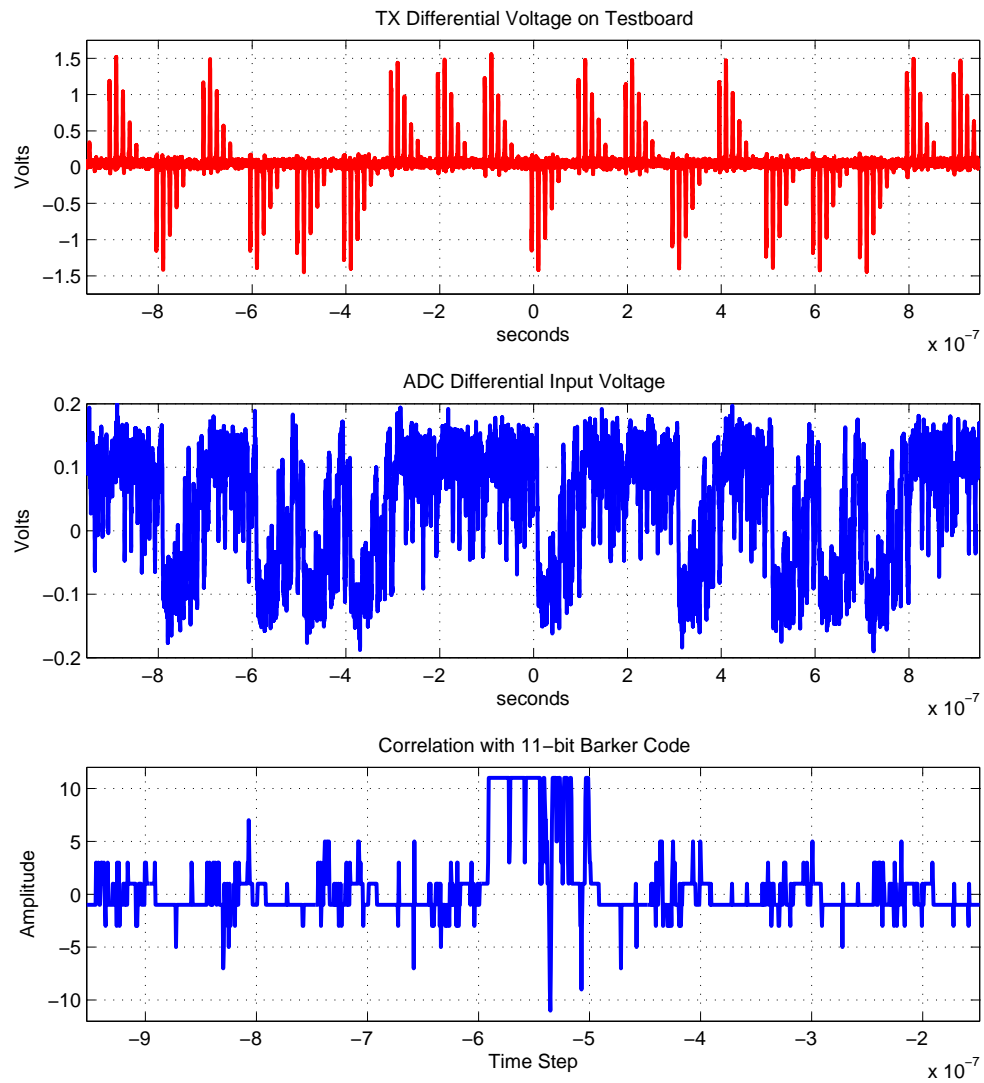 TX Differential Voltage on Testboard
1.5
1
0.5
0
−0.5
−1
−1.5
Volts
−8 −6 −4 −2 0 2 4 6 8
seconds
x 10−7
ADC Differential Input Voltage
0.2
0.1
0
−0.1
−0.2
Volts
−8 −6 −4 −2 0 2 4 6 8
seconds
x 10−7
Correlation with 11−bit Barker Code
10
5
0
−5
−10
Amplitude
−9 −8 −7 −6 −5 −4 −3 −2
Time Step
x 10−7